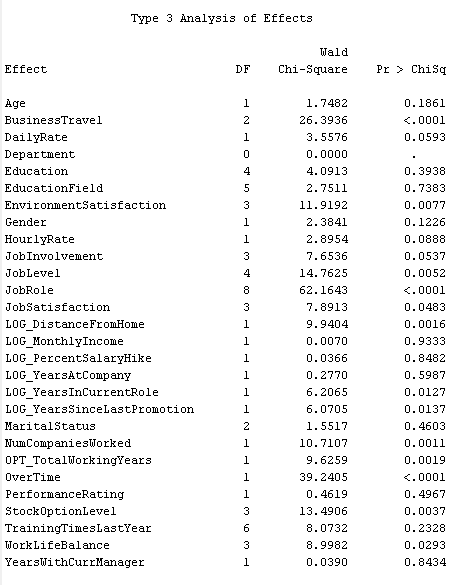 Type 3 Analysis of Effects
Wald
Effect DF Chi-Square Pr > ChiSq
Age 1 1.7482 0.1861
BusinessTravel 2 26.3936 <.0001
DailyRate 1 3.5576 0.0593
Department 0 0.0000 .
Education 4 4.0913 0.3938
EducationField 5 2.7511 0.7383
EnvironmentSatisfaction 3 11.9192 0.0077
Gender 1 2.3841 0.1226
HourlyRate 1 2.8954 0.0888
JobInvolvement 3 7.6536 0.0537
JobLevel 4 14.7625 0.0052
JobRole 8 62.1643 <.0001
JobSatisfaction 3 7.8913 0.0483
LOG_DistanceFromHome 1 9.9404 0.0016
LOG_MonthlyIncome 1 0.0070 0.9333
LOG_PercentSalaryHike 1 0.0366 0.8482
LOG_YearsAtCompany 1 0.2770 0.5987
LOG_YearsInCurrentRole 1 6.2065 0.0127
LOG_YearsSinceLastPromotion 1 6.0705 0.0137
MaritalStatus 2 1.5517 0.4603
NumCompaniesWorked 1 10.7107 0.0011
OPT_TotalWorkingYears 1 9.6259 0.0019
OverTime 1 39.2405 <.0001
PerformanceRating 1 0.4619 0.4967
StockOptionLevel 3 13.4906 0.0037
TrainingTimesLastYear 6 8.0732 0.2328
WorkLifeBalance 3 8.9982 0.0293
YearsWithCurrManager 1 0.0390 0.8434